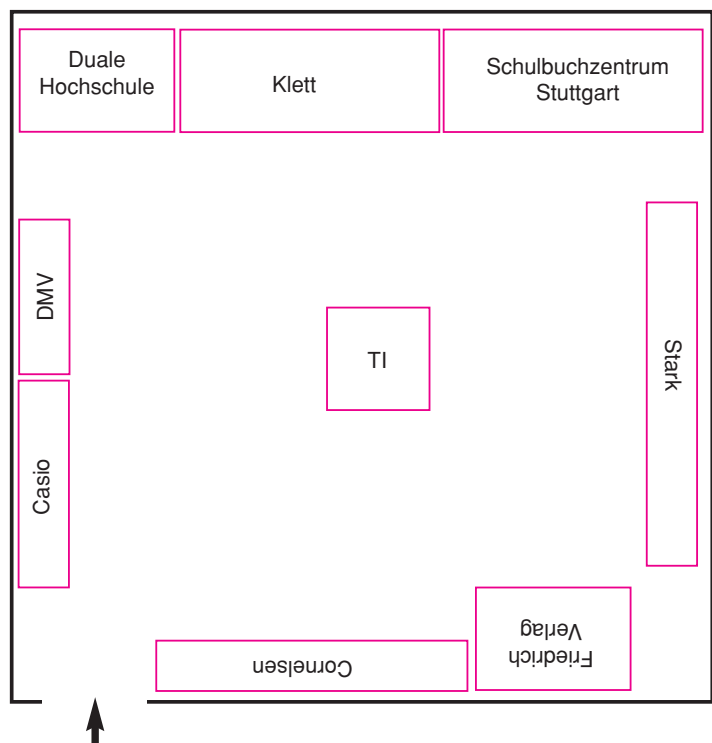 Duale
Hochschule
Klett
Schulbuchzentrum
Stuttgart
DMV
TI
Stark
Casio
Friedrich
Verlag
Cornelsen